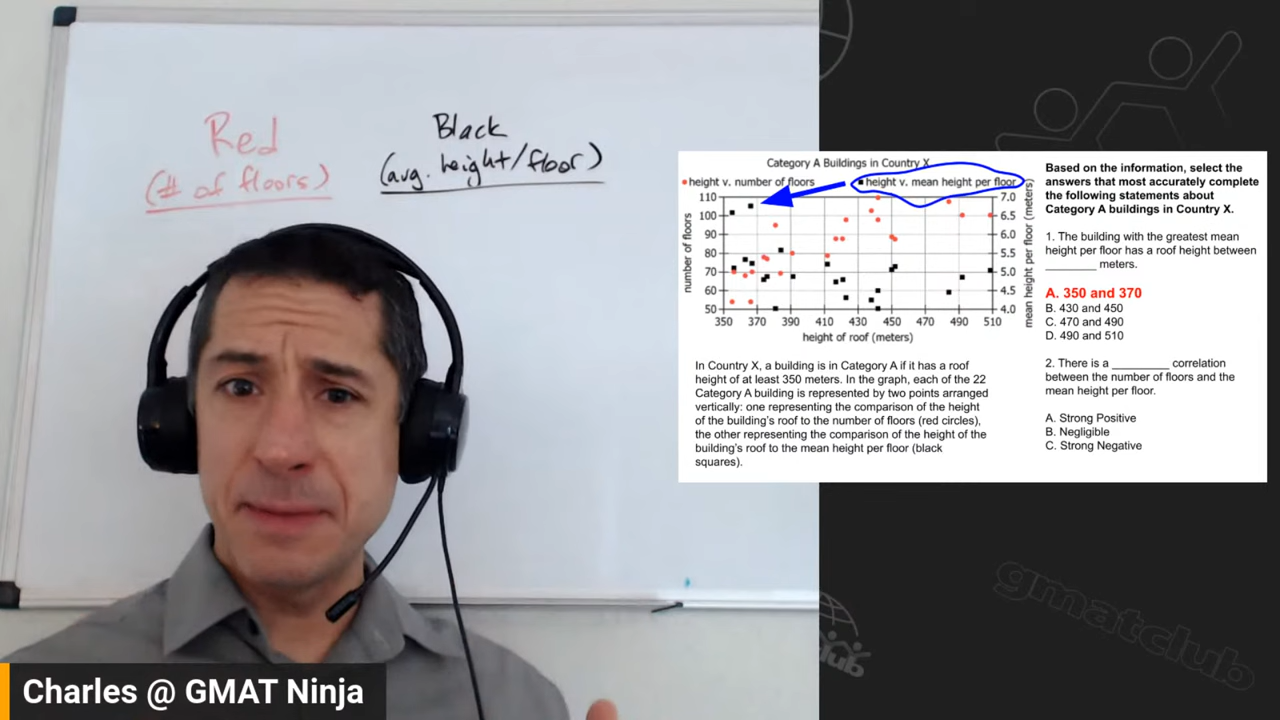 Red
(# of floors)
Black
(avg. height/floor)
Category A Buildings in Country X
height v. number of floors
height v. mean height per floor
110
100
90
80
70
60
50
number of floors
7.0
6.5
6.0
5.5
5.0
4.5
4.0
mean height per floor (meters)
350 370 390 410 430 450 470 490 510
height of roof (meters)
In Country X, a building is in Category A if it has a roof
height of at least 350 meters. In the graph, each of the 22
Category A building is represented by two points arranged
vertically: one representing the comparison of the height
of the building's roof to the number of floors (red circles),
the other representing the comparison of the height of the
building's roof to the mean height per floor (black
squares).
Based on the information, select the
answers that most accurately complete
the following statements about
Category A buildings in Country X.
1. The building with the greatest mean
height per floor has a roof height between
________ meters.
A. 350 and 370
B. 430 and 450
C. 470 and 490
D. 490 and 510
2. There is a _________ correlation
between the number of floors and the
mean height per floor.
A. Strong Positive
B. Negligible
C. Strong Negative
gmatclub
club
Charles @ GMAT Ninja